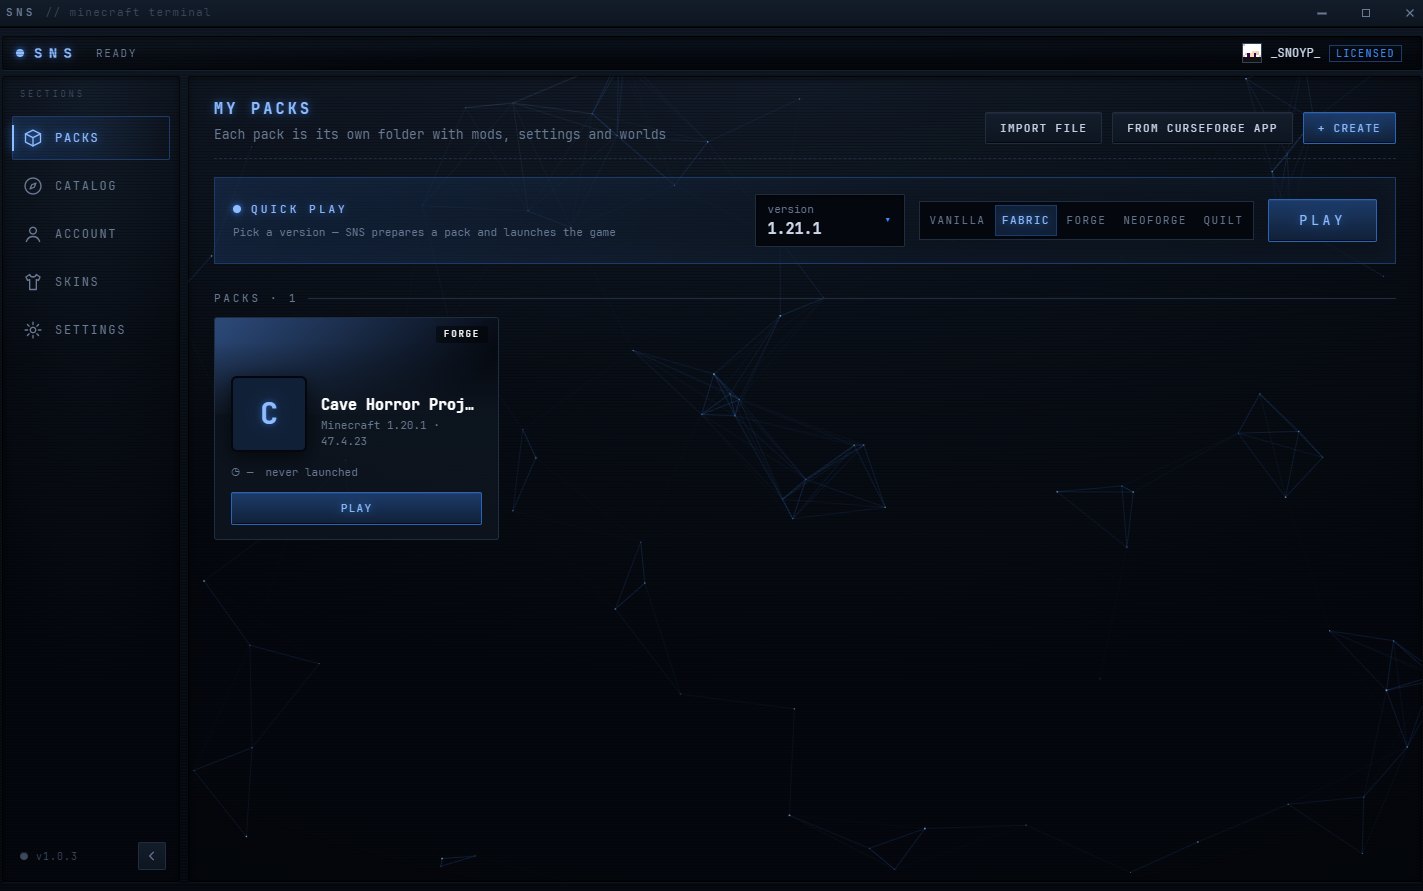 SNS // minecraft terminal
SNS READY
_SNOYP_ LICENSED
SECTIONS
PACKS
CATALOG
ACCOUNT
SKINS
SETTINGS
v1.0.3
MY PACKS
Each pack is its own folder with mods, settings and worlds
IMPORT FILE
FROM CURSEFORGE APP
+ CREATE
QUICK PLAY
Pick a version — SNS prepares a pack and launches the game
version
1.21.1
VANILLA FABRIC FORGE NEOFORGE QUILT
PLAY
PACKS · 1
FORGE
C
Cave Horror Proj…
Minecraft 1.20.1 ·
47.4.23
— never launched
PLAY